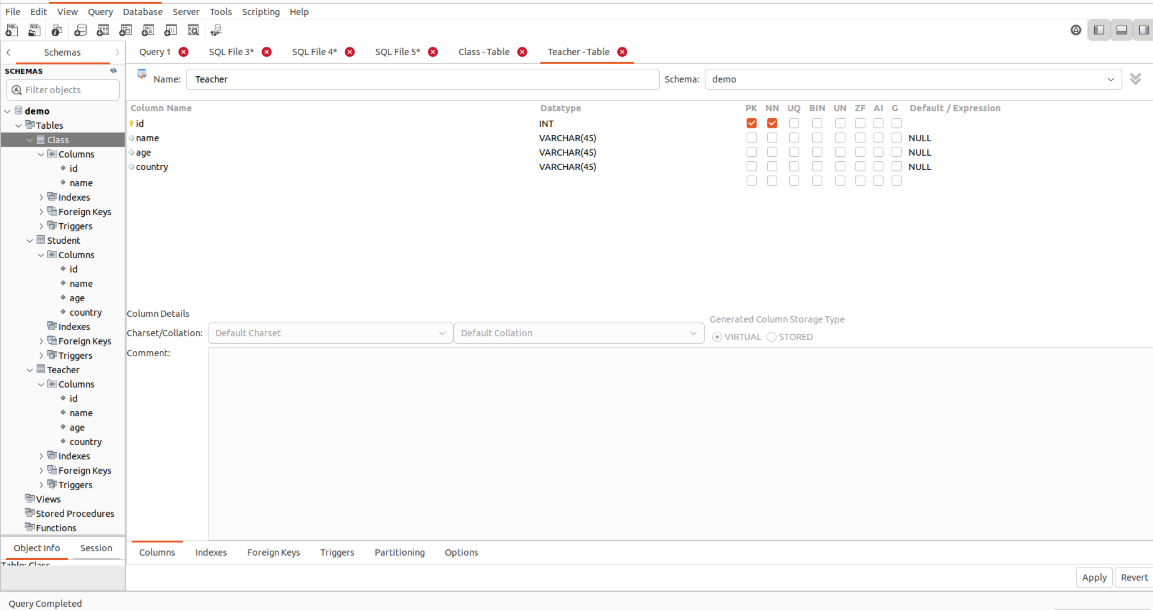 File Edit View Query Database Server Tools Scripting Help
Schemas
Query 1 SQL File 3* SQL File 4* SQL File 5* Class - Table Teacher - Table
SCHEMAS
Filter objects
demo
Tables
Class
Columns
id
name
Indexes
Foreign Keys
Triggers
Student
Columns
id
name
age
country
Indexes
Foreign Keys
Triggers
Teacher
Columns
id
name
age
country
Indexes
Foreign Keys
Triggers
Views
Stored Procedures
Functions
Object Info Session
Table: Class
Name: Teacher Schema: demo
Column Name Datatype PK NN UQ BIN UN ZF AI G Default / Expression
id INT
name VARCHAR(45) NULL
age VARCHAR(45) NULL
country VARCHAR(45) NULL
Column Details
Generated Column Storage Type
Charset/Collation: Default Charset Default Collation
VIRTUAL STORED
Comment:
Columns Indexes Foreign Keys Triggers Partitioning Options
Apply Revert
Query Completed